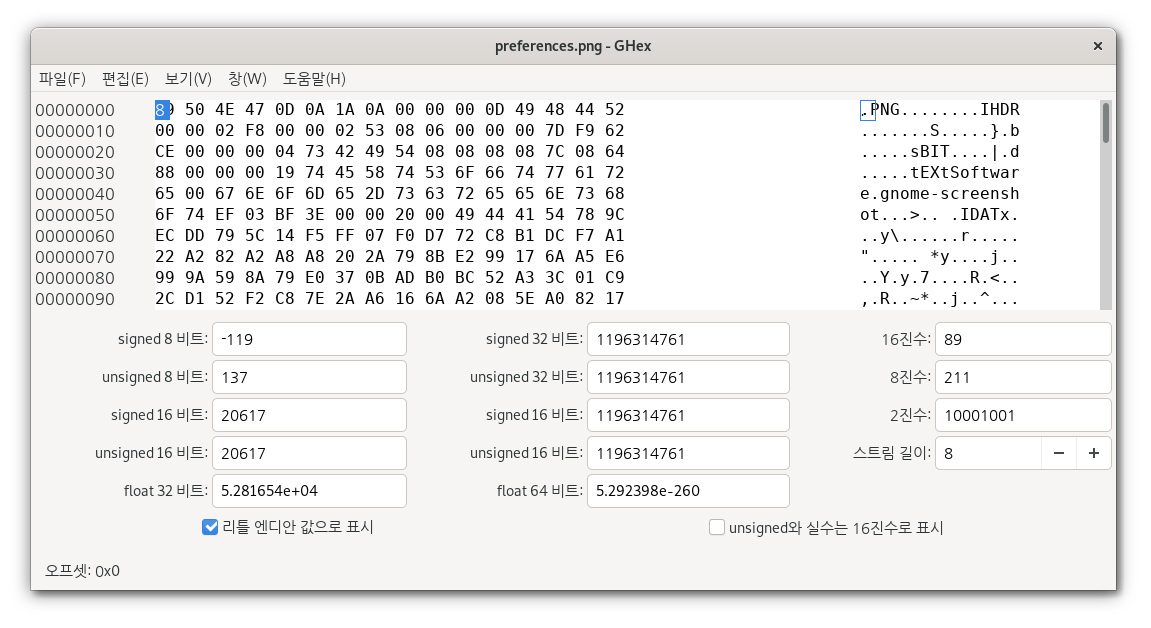 preferences.png - GHex
×
파일(F) 편집(E) 보기(V) 창(W) 도움말(H)
00000000 89 50 4E 47 0D 0A 1A 0A 00 00 00 0D 49 48 44 52 .PNG........IHDR
00000010 00 00 02 F8 00 00 02 53 08 06 00 00 00 7D F9 62 .......S.....}.b
00000020 CE 00 00 00 04 73 42 49 54 08 08 08 08 7C 08 64 .....sBIT....|.d
00000030 88 00 00 00 19 74 45 58 74 53 6F 66 74 77 61 72 .....tEXtSoftwar
00000040 65 00 67 6E 6F 6D 65 2D 73 63 72 65 65 6E 73 68 e.gnome-screensh
00000050 6F 74 EF 03 BF 3E 00 00 20 00 49 44 41 54 78 9C ot...>.. .IDATx.
00000060 EC DD 79 5C 14 F5 FF 07 F0 D7 72 C8 B1 DC F7 A1 ..y\......r.....
00000070 22 A2 82 A2 A8 A8 20 2A 79 8B E2 99 17 6A A5 E6 "..... *y....j..
00000080 99 9A 59 8A 79 E0 37 0B AD B0 BC 52 A3 3C 01 C9 ..Y.y.7....R.<..
00000090 2C D1 52 F2 C8 7E 2A A6 16 6A A2 08 5E A0 82 17 ,.R..~*..j..^...
signed 8 비트: -119 signed 32 비트: 1196314761 16진수: 89
unsigned 8 비트: 137 unsigned 32 비트: 1196314761 8진수: 211
signed 16 비트: 20617 signed 16 비트: 1196314761 2진수: 10001001
unsigned 16 비트: 20617 unsigned 16 비트: 1196314761 스트림 길이: 8 − +
float 32 비트: 5.281654e+04 float 64 비트: 5.292398e-260
리틀 엔디안 값으로 표시 unsigned와 실수는 16진수로 표시
오프셋: 0x0